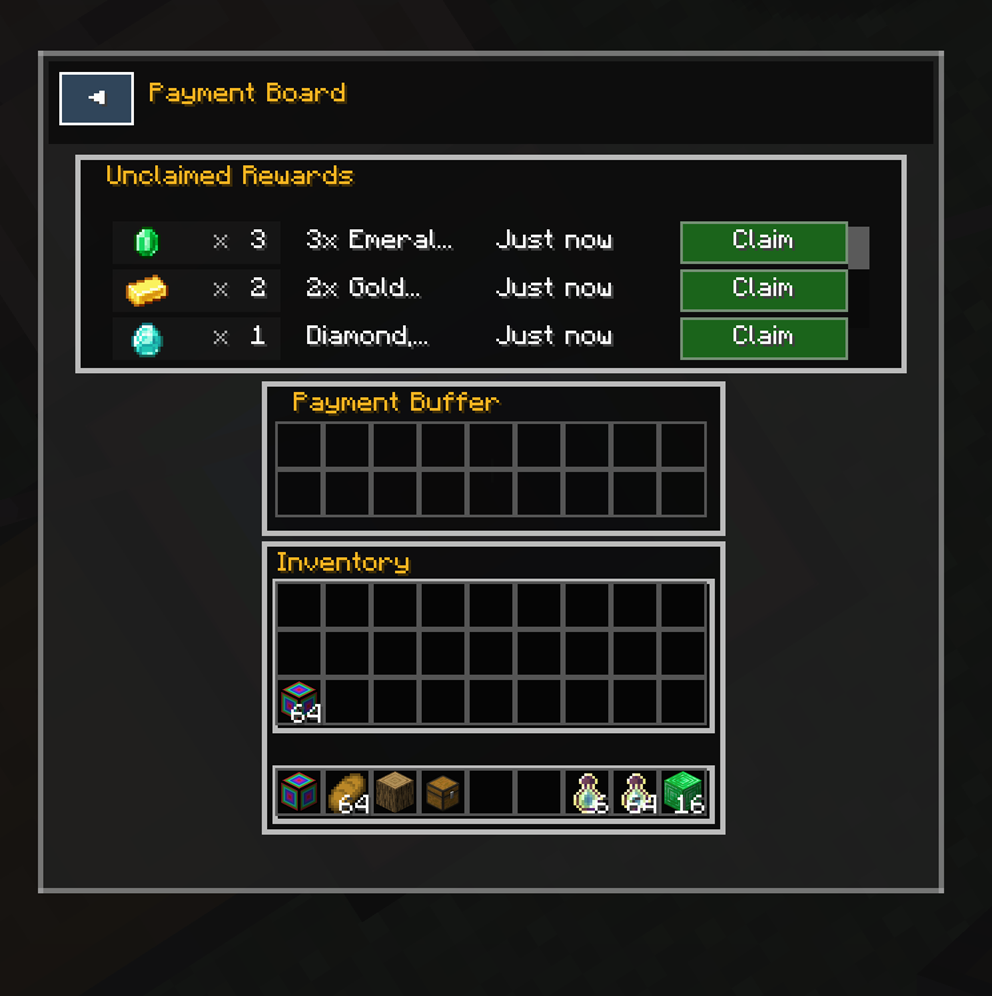 Payment Board
Unclaimed Rewards
x 3 3x Emeral... Just now Claim
x 2 2x Gold... Just now Claim
x 1 Diamond,... Just now Claim
Payment Buffer
Inventory
64
64 64 16